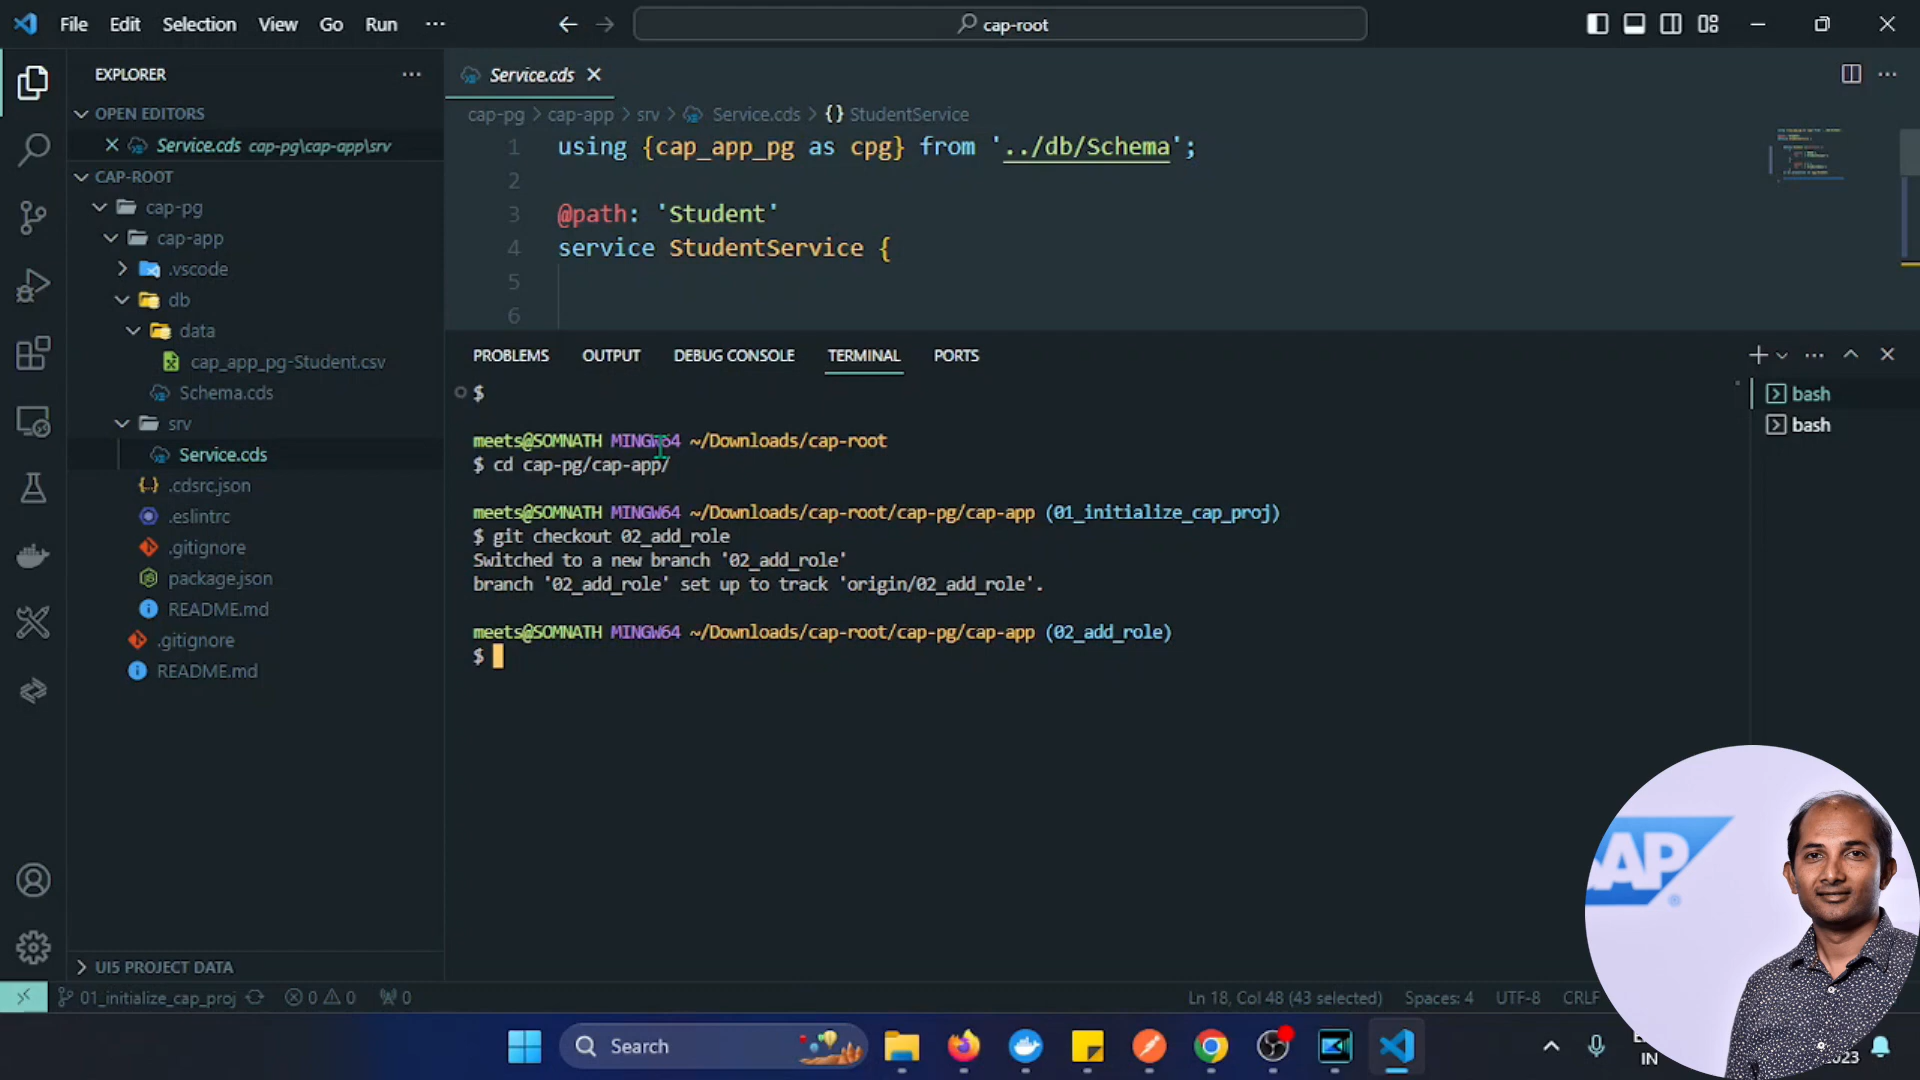 File Edit Selection View Go Run ···
cap-root
EXPLORER
OPEN EDITORS
Service.cds cap-pg\cap-app\srv
CAP-ROOT
cap-pg
cap-app
.vscode
db
data
cap_app_pg-Student.csv
Schema.cds
srv
Service.cds
.cdsrc.json
.eslintrc
.gitignore
package.json
README.md
.gitignore
README.md
UI5 PROJECT DATA
Service.cds
cap-pg > cap-app > srv > Service.cds > {} StudentService
1 using {cap_app_pg as cpg} from '../db/Schema';
2
3 @path: 'Student'
4 service StudentService {
5
6
PROBLEMS OUTPUT DEBUG CONSOLE TERMINAL PORTS
$
meets@SOMNATH MINGW64 ~/Downloads/cap-root
$ cd cap-pg/cap-app/
meets@SOMNATH MINGW64 ~/Downloads/cap-root/cap-pg/cap-app (01_initialize_cap_proj)
$ git checkout 02_add_role
Switched to a new branch '02_add_role'
branch '02_add_role' set up to track 'origin/02_add_role'.
meets@SOMNATH MINGW64 ~/Downloads/cap-root/cap-pg/cap-app (02_add_role)
$
bash
bash
01_initialize_cap_proj 0 0 0
Ln 18, Col 48 (43 selected) Spaces: 4 UTF-8 CRLF
Search
IN